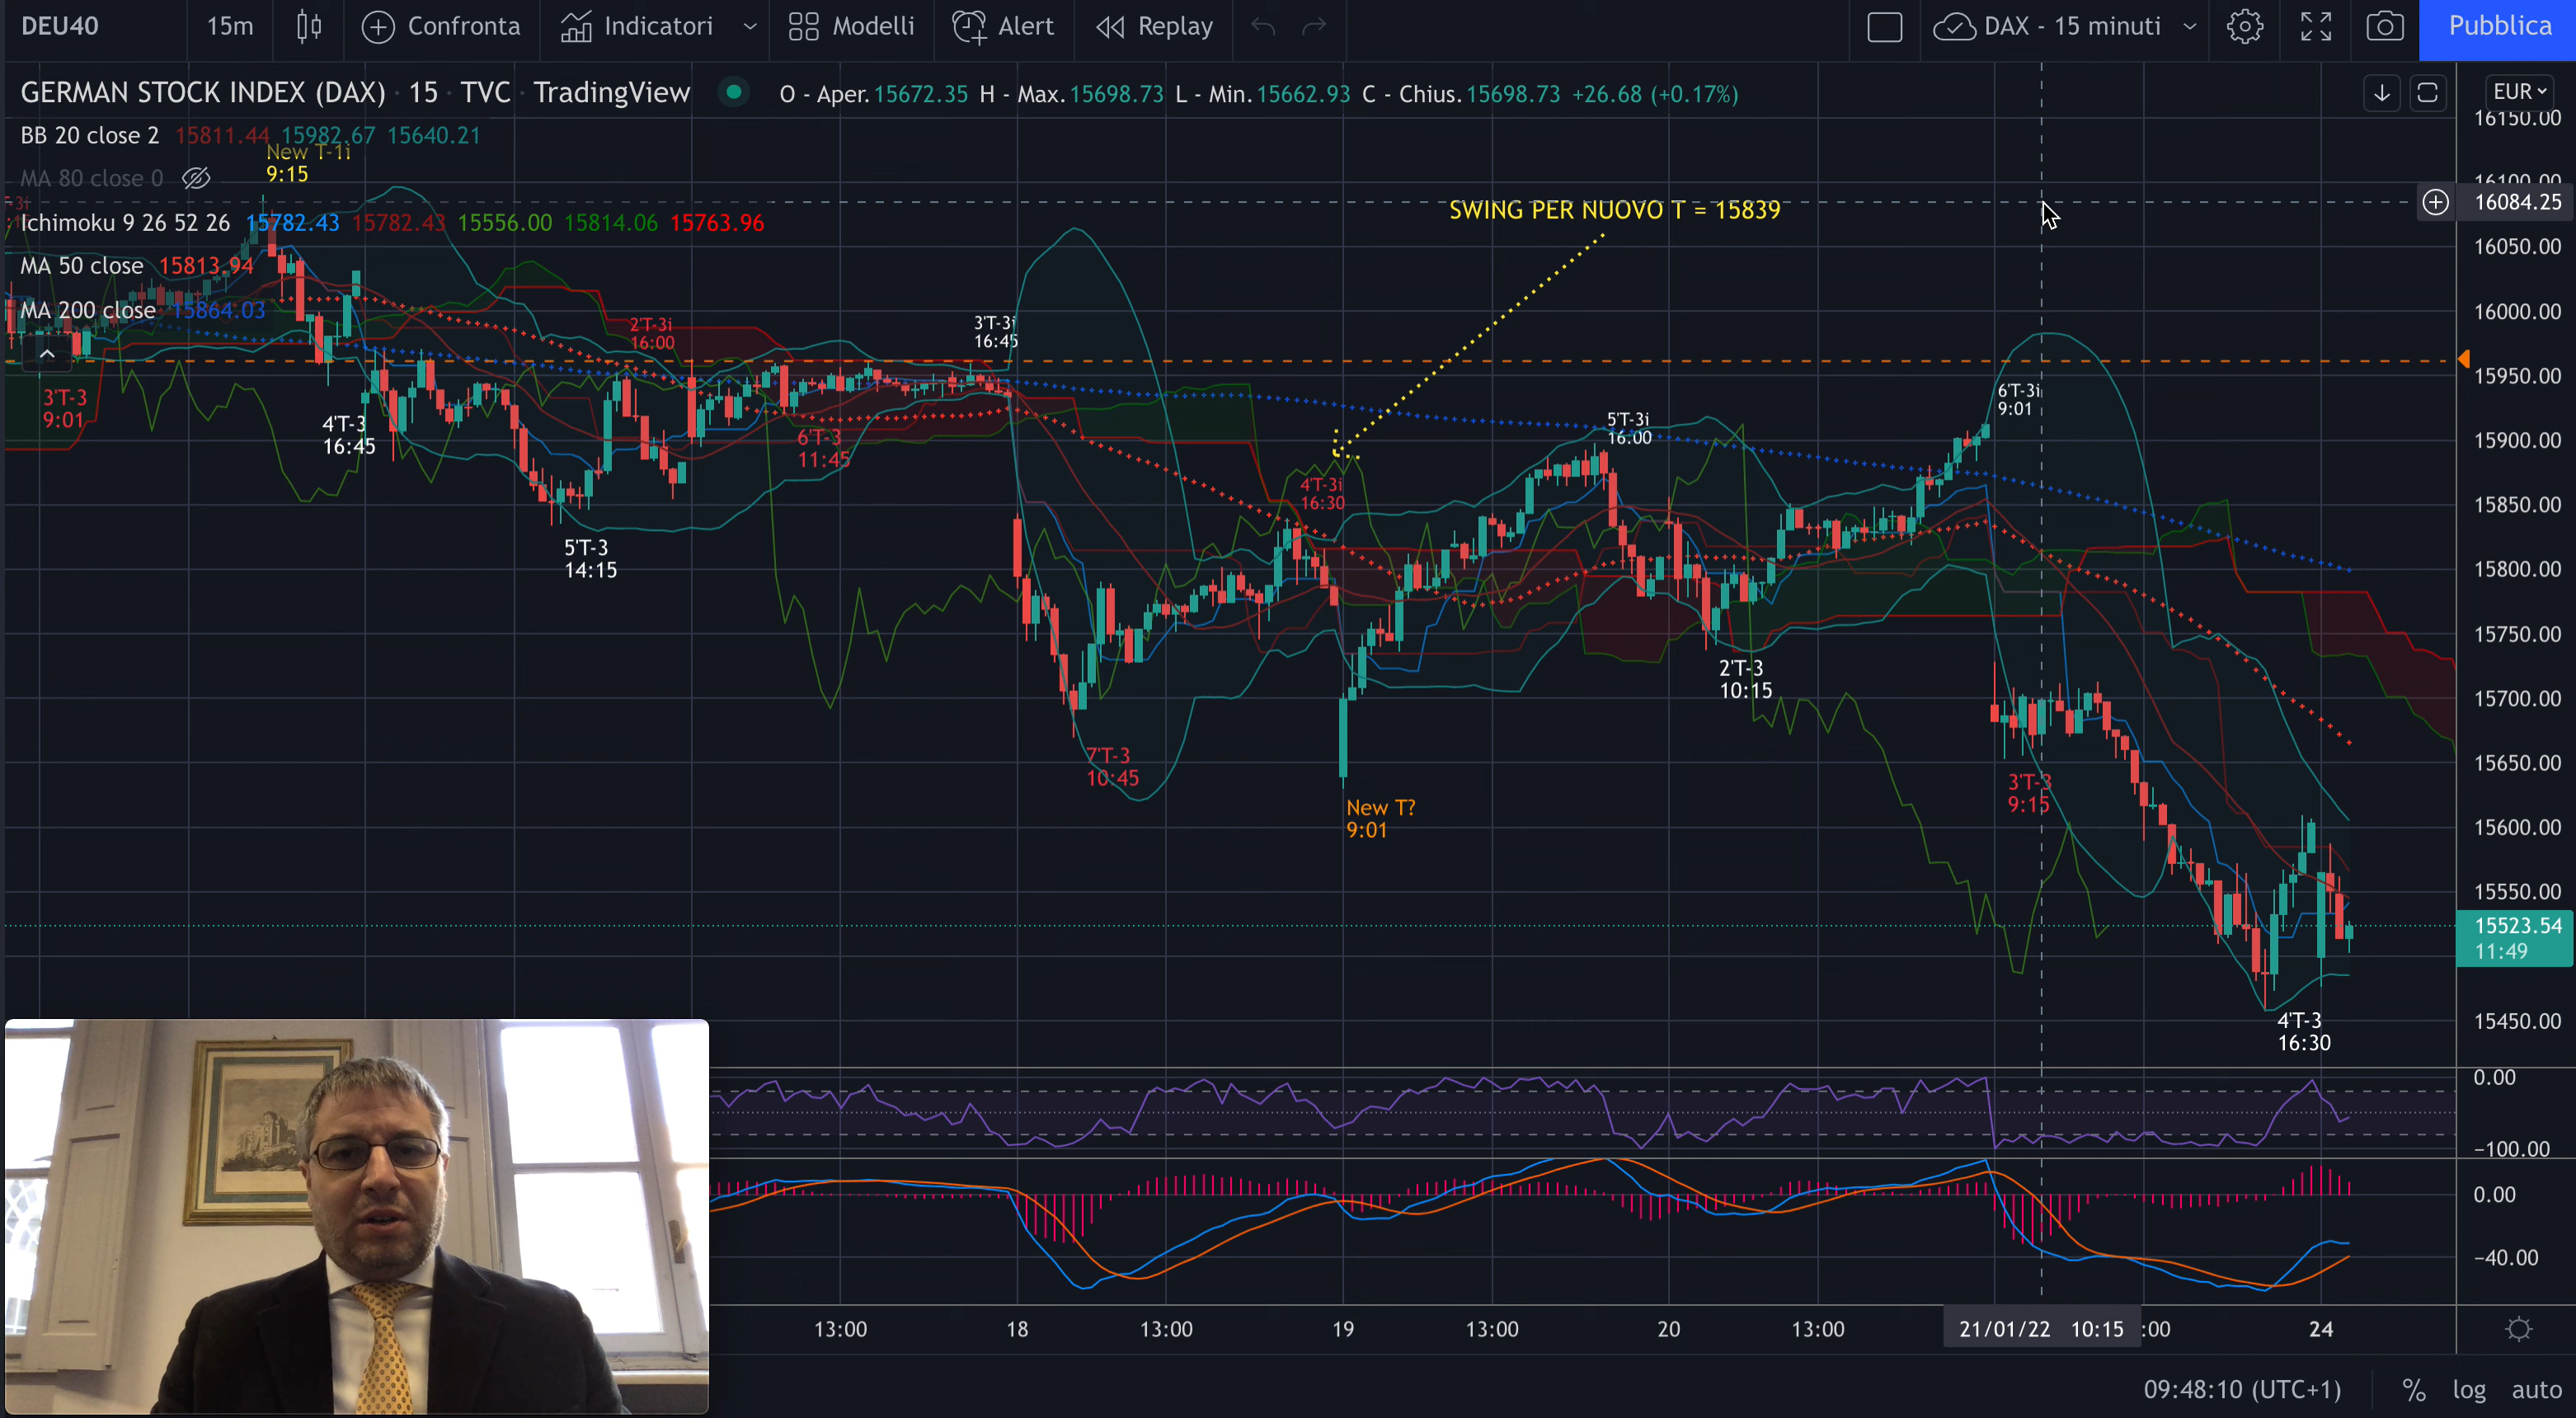 DEU40 15m Confronta Indicatori Modelli Alert Replay DAX - 15 minuti Pubblica
GERMAN STOCK INDEX (DAX) · 15 · TVC · TradingView O - Aper. 15672.35 H - Max. 15698.73 L - Min. 15662.93 C - Chius. 15698.73 +26.68 (+0.17%)
EUR
BB 20 close 2 15811.44 15982.67 15640.21
New T-1i
9:15
MA 80 close 0
Ichimoku 9 26 52 26 15782.43 15782.43 15556.00 15814.06 15763.96
MA 50 close 15813.94
MA 200 close 15864.03
SWING PER NUOVO T = 15839
3'T-3
9:01
4'T-3
16:45
2'T-3i
16:00
5'T-3
14:15
6'T-3
11:45
3'T-3i
16:45
7'T-3
10:45
4'T-3i
16:30
New T?
9:01
5'T-3i
16:00
2'T-3
10:15
6'T-3i
9:01
3'T-3
9:15
4'T-3
16:30
16150.00
16100.00
16084.25
16050.00
16000.00
15950.00
15900.00
15850.00
15800.00
15750.00
15700.00
15650.00
15600.00
15550.00
15523.54
11:49
15450.00
0.00
-100.00
0.00
-40.00
13:00 18 13:00 19 13:00 20 13:00 21/01/22 10:15 :00 24
09:48:10 (UTC+1) % log auto